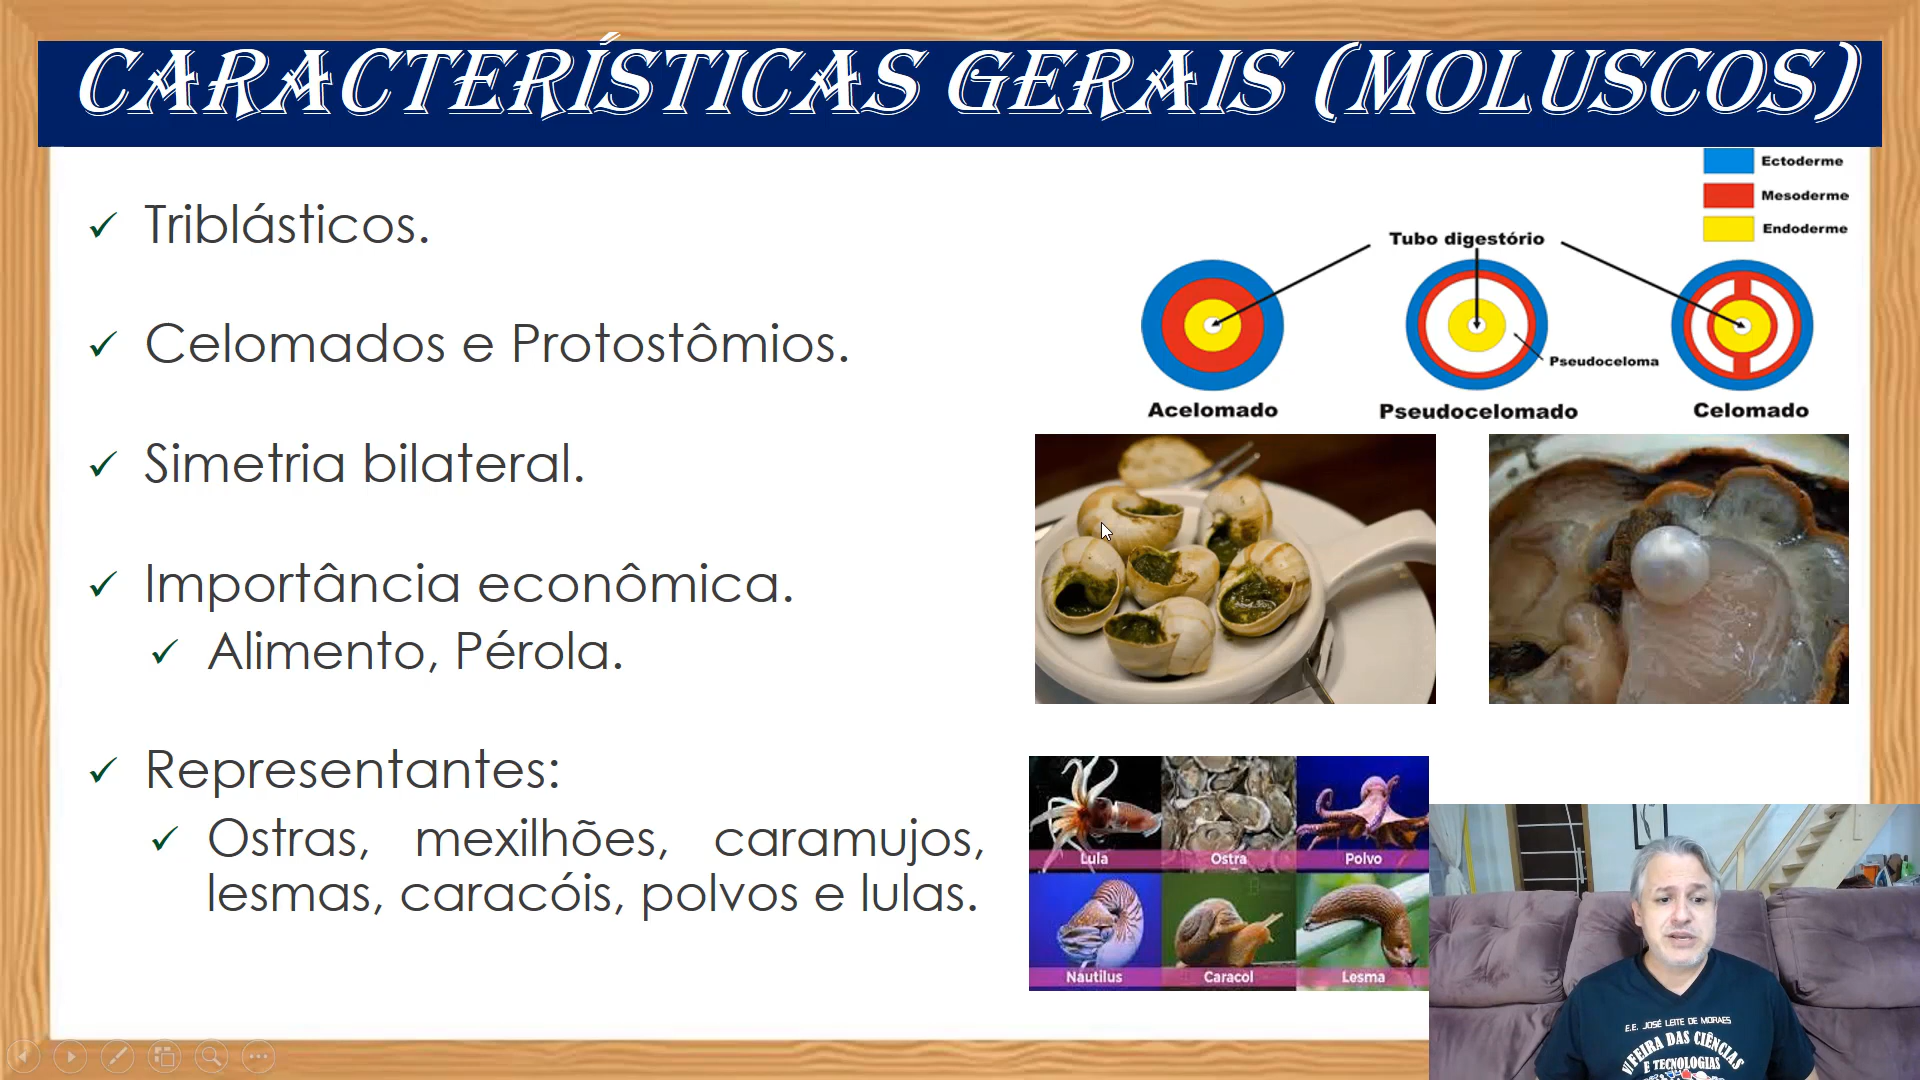 CARACTERÍSTICAS GERAIS (MOLUSCOS)
Triblásticos.
Celomados e Protostômios.
Simetria bilateral.
Importância econômica.
Alimento, Pérola.
Representantes:
Ostras, mexilhões, caramujos,
lesmas, caracóis, polvos e lulas.
Ectoderme
Mesoderme
Endoderme
Tubo digestório
Pseudoceloma
Acelomado
Pseudocelomado
Celomado
Lula
Ostra
Polvo
Nautilus
Caracol
Lesma
E.E. JOSÉ LEITE DE MORAES
V FEIRA DAS CIÊNCIAS
E TECNOLOGIAS